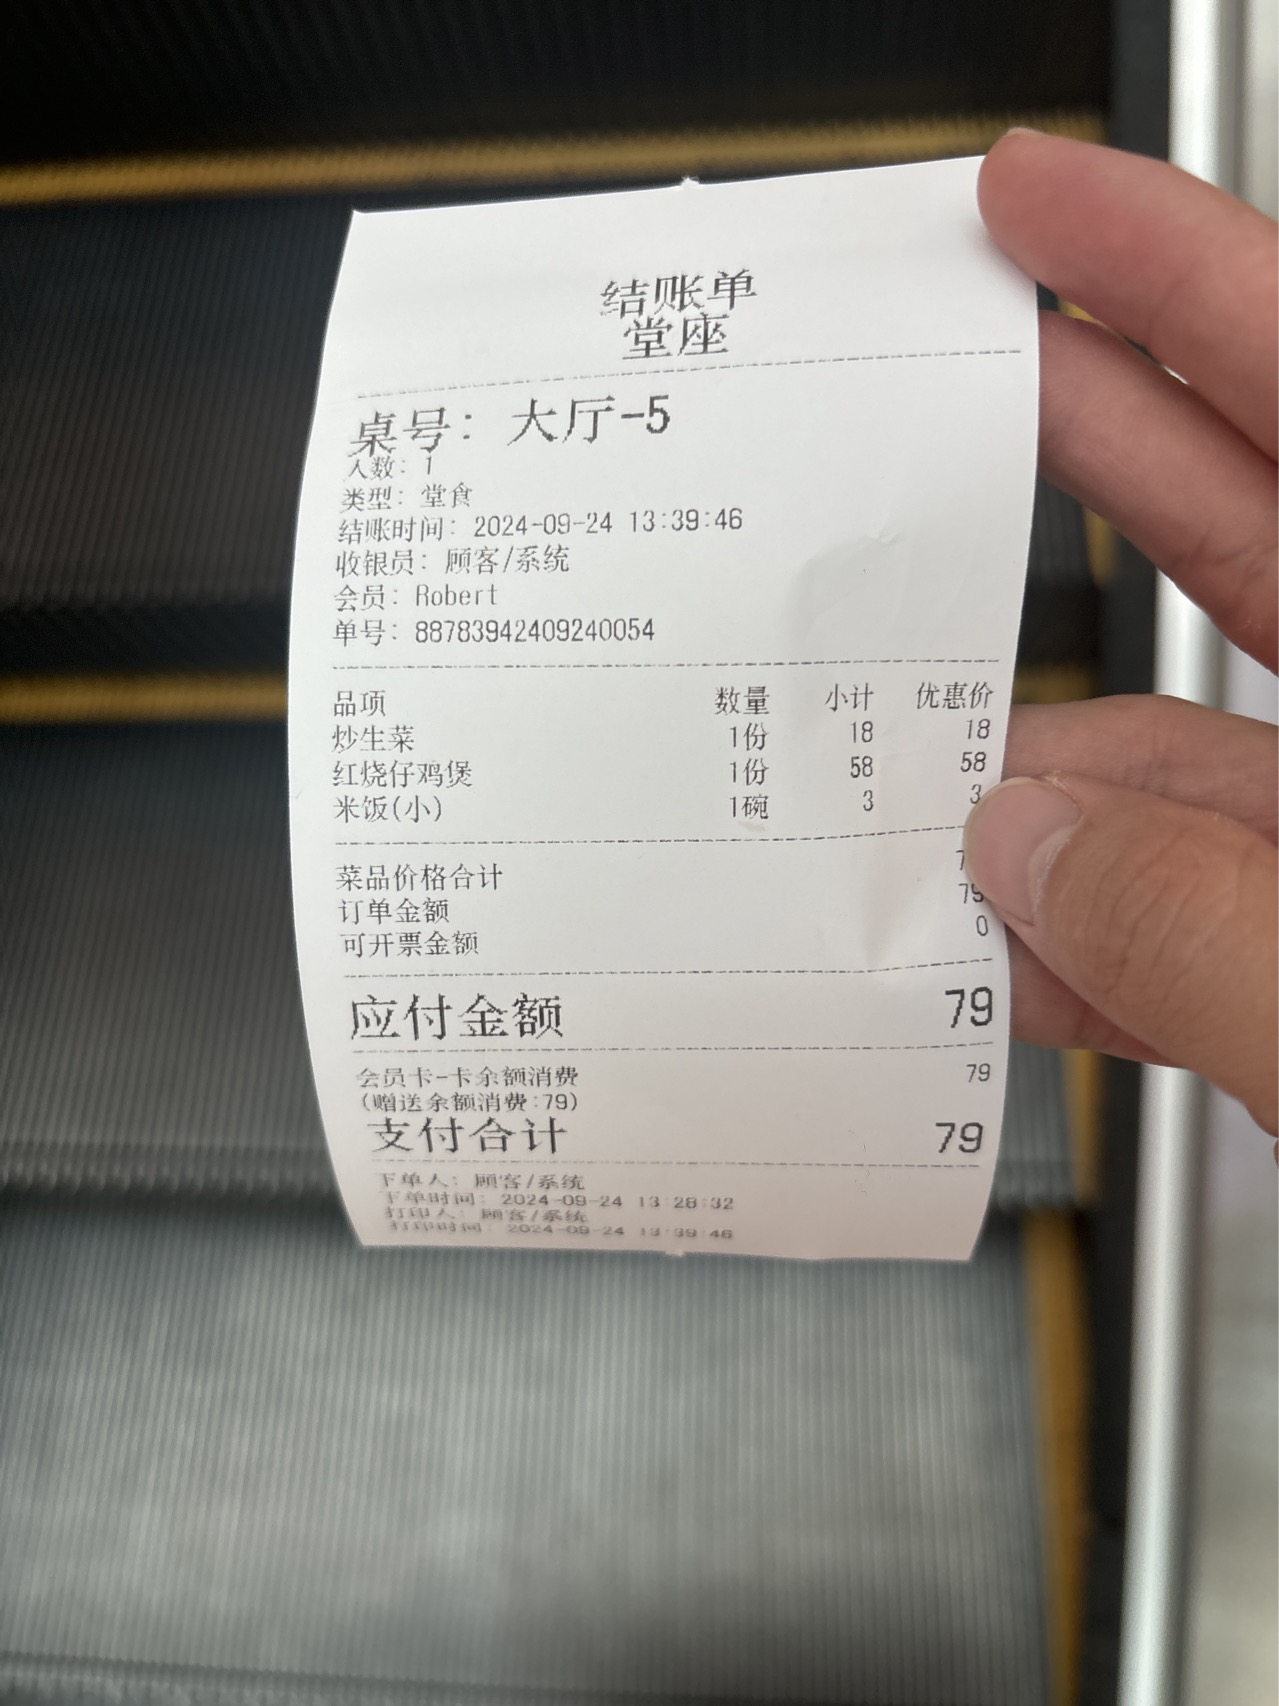 结账单
堂座
桌号: 大厅-5
人数: 1
类型: 堂食
结账时间: 2024-09-24 13:39:46
收银员: 顾客/系统
会员: Robert
单号: 88783942409240054
品项 数量 小计 优惠价
炒生菜 1份 18 18
红烧仔鸡煲 1份 58 58
米饭(小) 1碗 3 3
菜品价格合计
订单金额 79
可开票金额 0
应付金额 79
会员卡-卡余额消费 79
(赠送余额消费:79)
支付合计 79
下单人: 顾客/系统
下单时间: 2024-09-24 13:28:32
打印人: 顾客/系统
打印时间: 2024-09-24 13:39:46